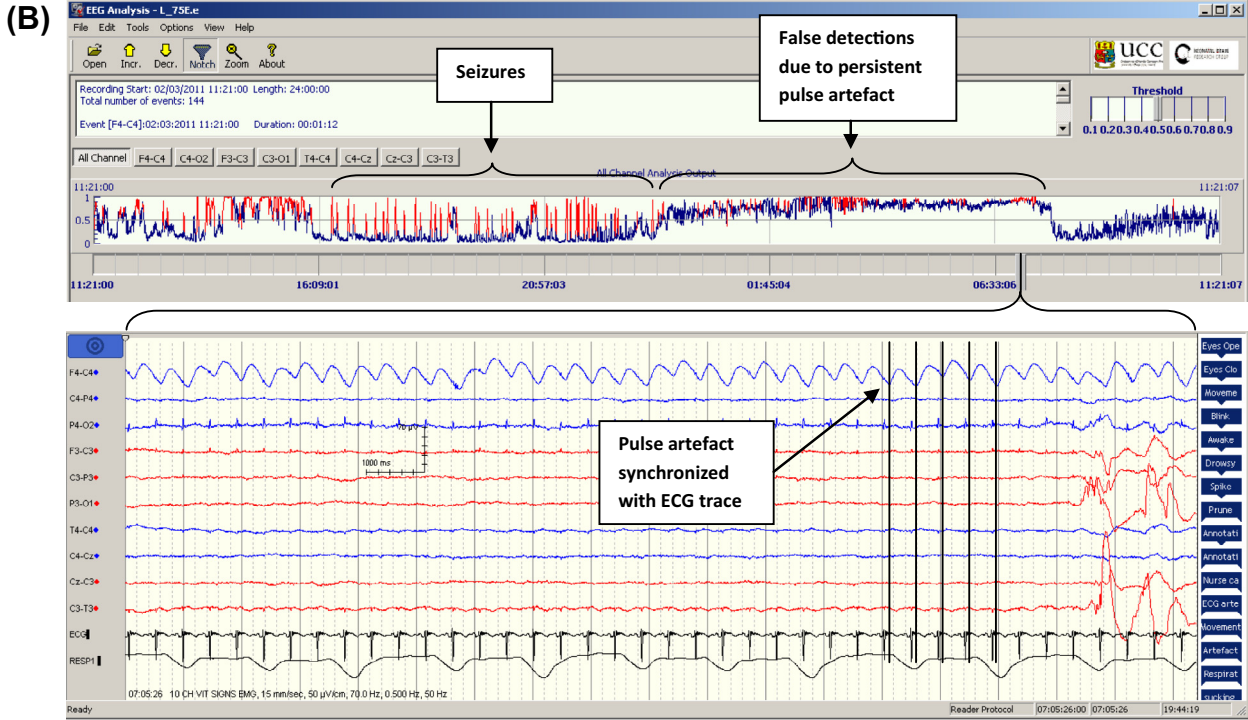 (B)
EEG Analysis - L_75E.e
File Edit Tools Options View Help
Open Incr. Decr. Notch Zoom About
UCC
NEONATAL BRAIN
RESEARCH GROUP
Seizures
False detections
due to persistent
pulse artefact
Recording Start: 02/03/2011 11:21:00 Length: 24:00:00
Total number of events: 144
Event [F4-C4]:02:03:2011 11:21:00 Duration: 00:01:12
Threshold
0.1 0.2 0.3 0.4 0.5 0.6 0.7 0.8 0.9
All Channel F4-C4 C4-O2 F3-C3 C3-O1 T4-C4 C4-Cz Cz-C3 C3-T3
All Channel Analysis Output
11:21:00 11:21:07
1
0.5
0
11:21:00 16:09:01 20:57:03 01:45:04 06:33:06 11:21:07
F4-C4
C4-P4
P4-O2
F3-C3
C3-P3
P3-O1
T4-C4
C4-Cz
Cz-C3
C3-T3
ECG
RESP1
70 µV
1000 ms
Pulse artefact
synchronized
with ECG trace
Eyes Ope
Eyes Clo
Moveme
Blink
Awake
Drowsy
Spike
Prune
Annotati
Annotati
Nurse ca
ECG arte
Movement
Artefact
Respirat
sucking
07:05:26 10 CH VIT SIGNS EMG, 15 mm/sec, 50 µV/cm, 70.0 Hz, 0.500 Hz, 50 Hz
Ready Reader Protocol 07:05:26:00 07:05:26 19:44:19